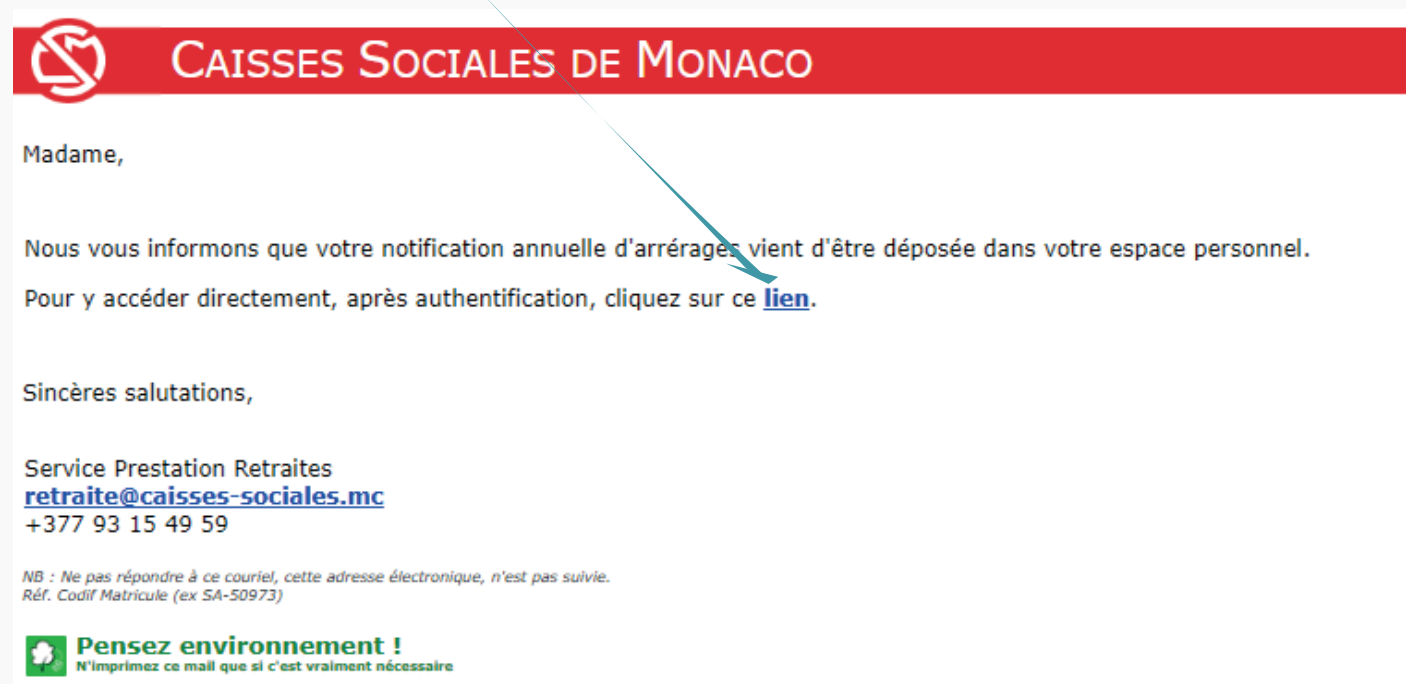 CAISSES SOCIALES DE MONACO
Madame,
Nous vous informons que votre notification annuelle d'arrérages vient d'être déposée dans votre espace personnel.
Pour y accéder directement, après authentification, cliquez sur ce lien.
Sincères salutations,
Service Prestation Retraites
retraite@caisses-sociales.mc
+377 93 15 49 59
NB : Ne pas répondre à ce couriel, cette adresse électronique, n'est pas suivie.
Réf. Codif Matricule (ex SA-50973)
Pensez environnement !
N'imprimez ce mail que si c'est vraiment nécessaire